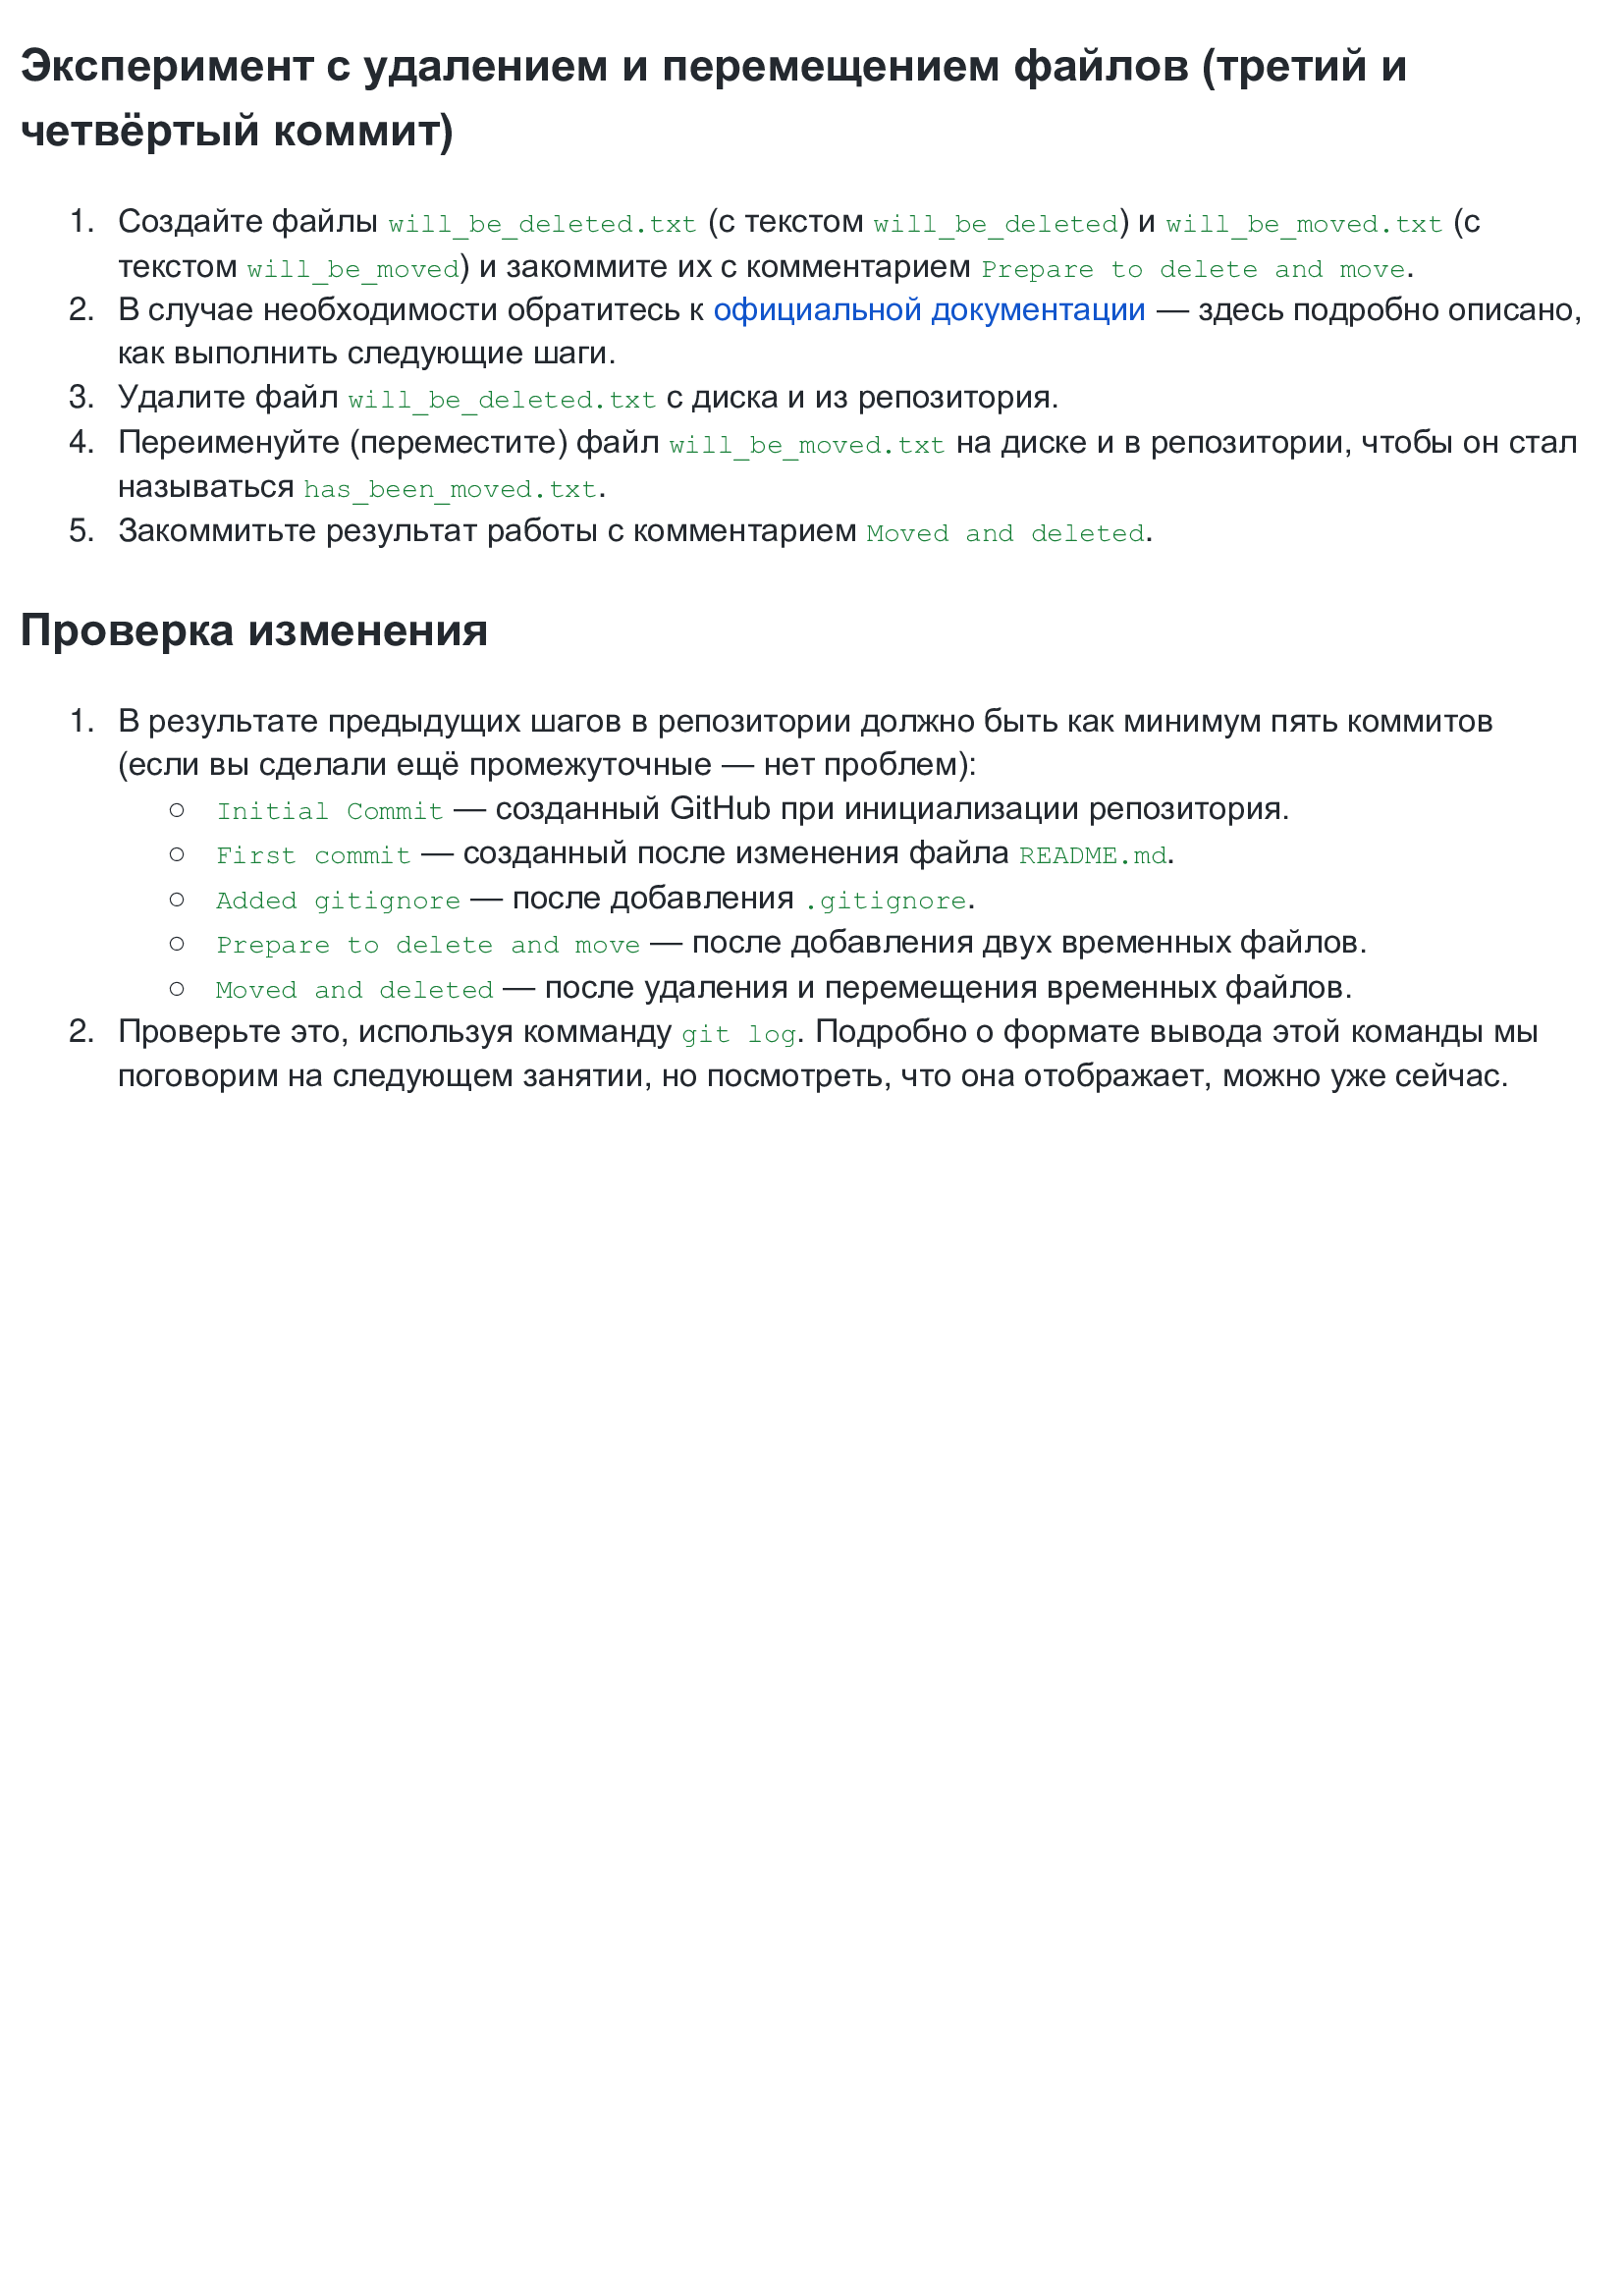 Эксперимент с удалением и перемещением файлов (третий и
четвёртый коммит)
1. Создайте файлы will_be_deleted.txt (с текстом will_be_deleted) и will_be_moved.txt (с
текстом will_be_moved) и закоммите их с комментарием Prepare to delete and move.
2. В случае необходимости обратитесь к официальной документации — здесь подробно описано,
как выполнить следующие шаги.
3. Удалите файл will_be_deleted.txt с диска и из репозитория.
4. Переименуйте (переместите) файл will_be_moved.txt на диске и в репозитории, чтобы он стал
называться has_been_moved.txt.
5. Закоммитьте результат работы с комментарием Moved and deleted.
Проверка изменения
1. В результате предыдущих шагов в репозитории должно быть как минимум пять коммитов
(если вы сделали ещё промежуточные — нет проблем):
○ Initial Commit — созданный GitHub при инициализации репозитория.
○ First commit — созданный после изменения файла README.md.
○ Added gitignore — после добавления .gitignore.
○ Prepare to delete and move — после добавления двух временных файлов.
○ Moved and deleted — после удаления и перемещения временных файлов.
2. Проверьте это, используя комманду git log. Подробно о формате вывода этой команды мы
поговорим на следующем занятии, но посмотреть, что она отображает, можно уже сейчас.